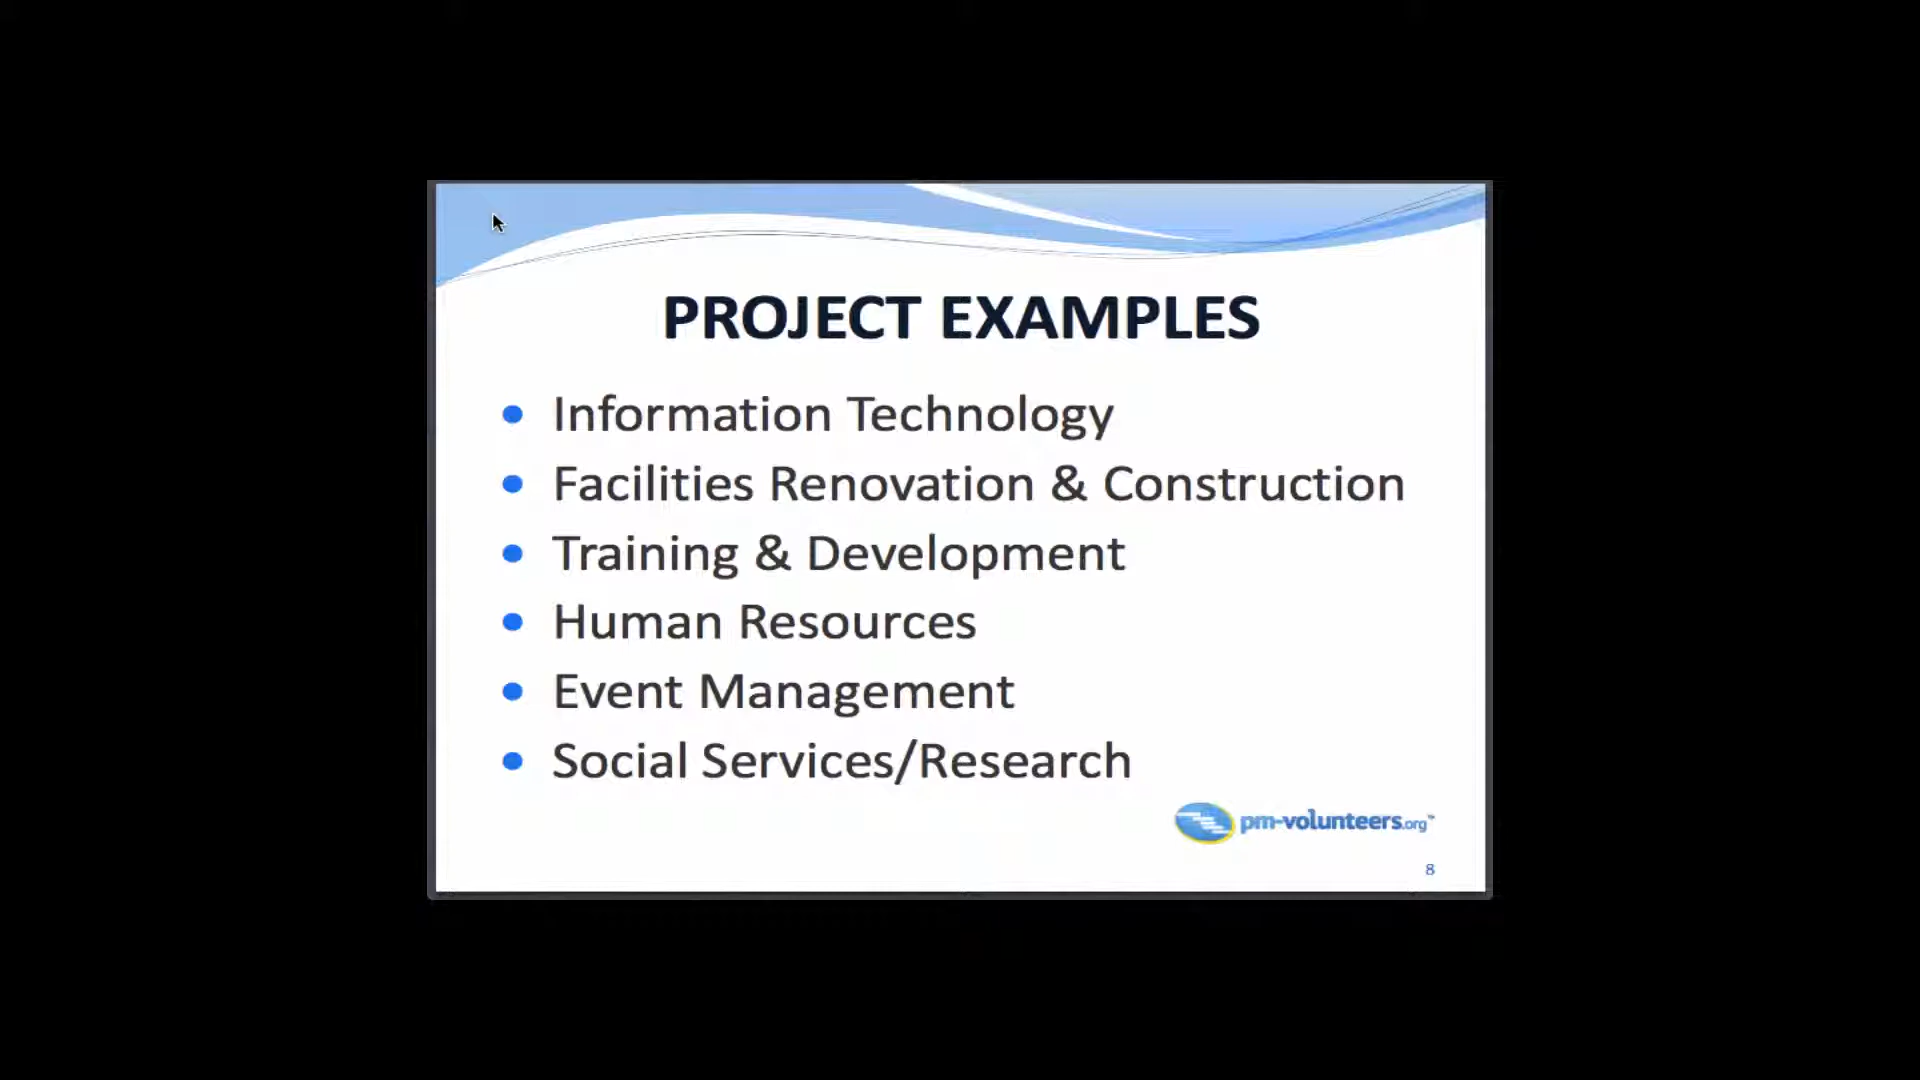 PROJECT EXAMPLES
Information Technology
Facilities Renovation & Construction
Training & Development
Human Resources
Event Management
Social Services/Research
pm-volunteers.org™
8